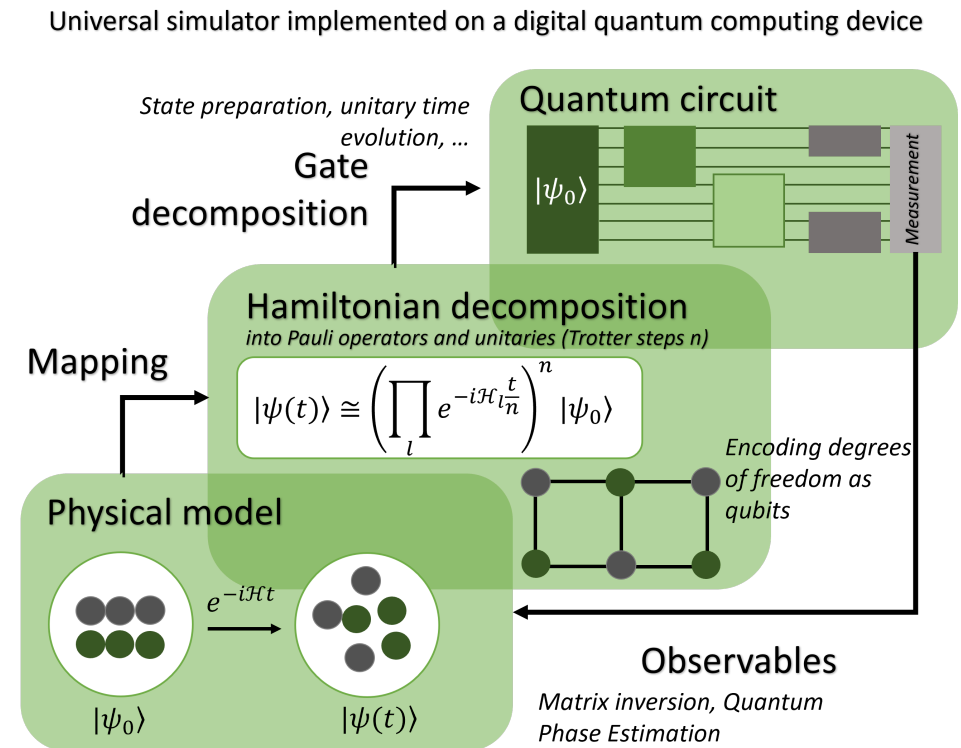 Universal simulator implemented on a digital quantum computing device
State preparation, unitary time
evolution, ...
Quantum circuit
|ψ₀⟩
Measurement
Gate
decomposition
Hamiltonian decomposition
into Pauli operators and unitaries (Trotter steps n)
|ψ(t)⟩ ≅ (∏_l e^{-iℋ_l t/n})^n |ψ₀⟩
Mapping
Encoding degrees
of freedom as
qubits
Physical model
e^{-iℋt}
|ψ₀⟩
|ψ(t)⟩
Observables
Matrix inversion, Quantum
Phase Estimation